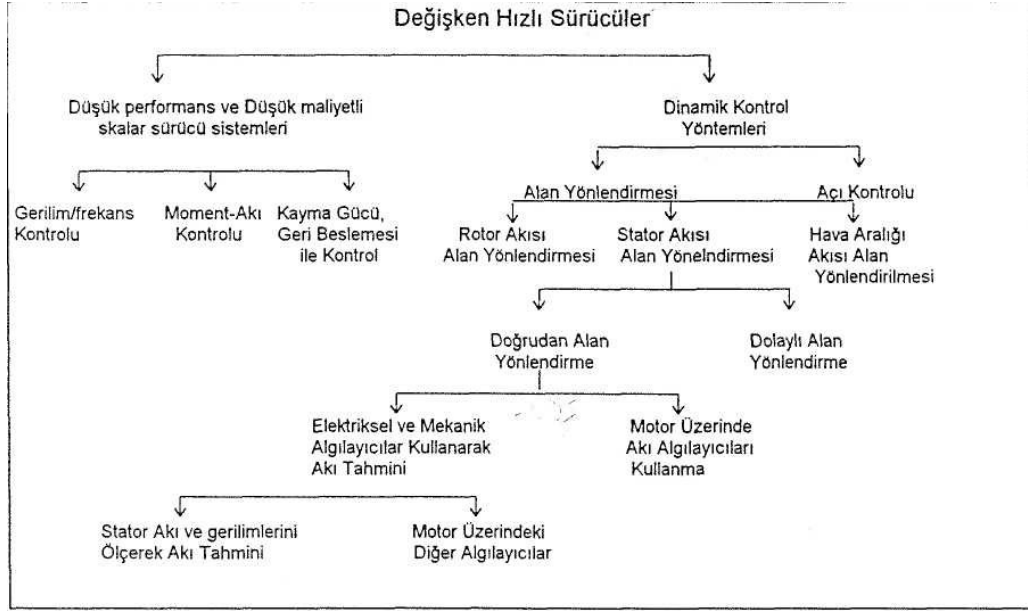 Değişken Hızlı Sürücüler
Düşük performans ve Düşük maliyetli
skalar sürücü sistemleri
Dinamik Kontrol
Yöntemleri
Gerilim/frekans
Kontrolu
Moment-Akı
Kontrolu
Kayma Gücü,
Geri Beslemesi
ile Kontrol
Alan Yönlendirmesi
Açı Kontrolu
Rotor Akısı
Alan Yönlendirmesi
Stator Akısı
Alan Yönelndirmesi
Hava Aralığı
Akısı Alan
Yönlendirilmesi
Doğrudan Alan
Yönlendirme
Dolaylı Alan
Yönlendirme
Elektriksel ve Mekanik
Algılayıcılar Kullanarak
Akı Tahmini
Motor Üzerinde
Akı Algılayıcıları
Kullanma
Stator Akı ve gerilimlerini
Ölçerek Akı Tahmini
Motor Üzerindeki
Diğer Algılayıcılar